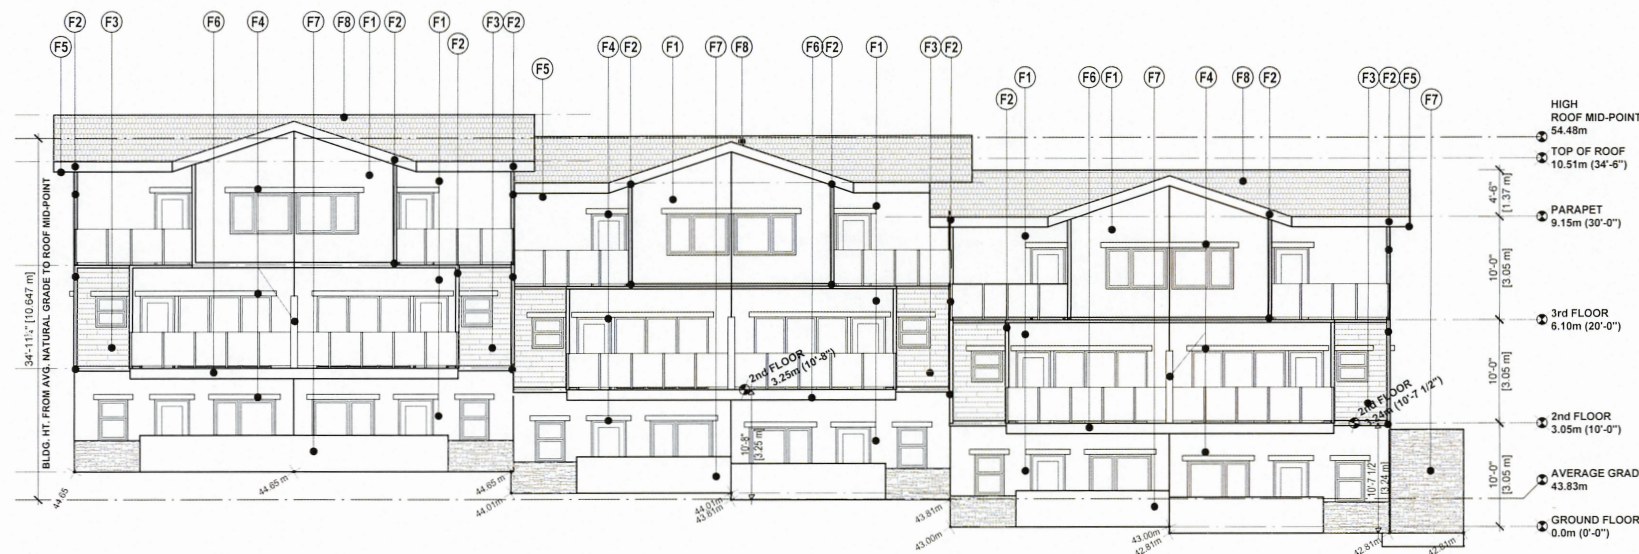 F2 F3 F6 F4 F7 F8 F1 F2 F1 F3 F2
F5 F2 F4 F2 F1 F7 F8 F6 F2 F1 F3 F2
F5 F1 F6 F1 F7 F4 F8 F2 F3 F2 F5
F2 F7
HIGH
ROOF MID-POINT
54.48m
TOP OF ROOF
10.51m (34'-6")
PARAPET
9.15m (30'-0")
3rd FLOOR
6.10m (20'-0")
2nd FLOOR
3.05m (10'-0")
AVERAGE GRAD
43.83m
GROUND FLOOR
0.0m (0'-0")
4'-6"
[1.37 m]
10'-0"
[3.05 m]
10'-0"
[3.05 m]
10'-0"
[3.05 m]
34'-11¼" [10.647 m]
BLDG. HT. FROM AVG. NATURAL GRADE TO ROOF MID-POINT
2nd FLOOR
3.25m (10'-8")
10'-8"
[3.25 m]
2nd FLOOR
3.24m (10'-7 1/2")
10'-7 1/2"
[3.24 m]
44.65
44.65 m
44.65 m
44.01m
44.01m
43.81m
43.81m
43.00m
43.00m
42.81m
42.81m
42.81m